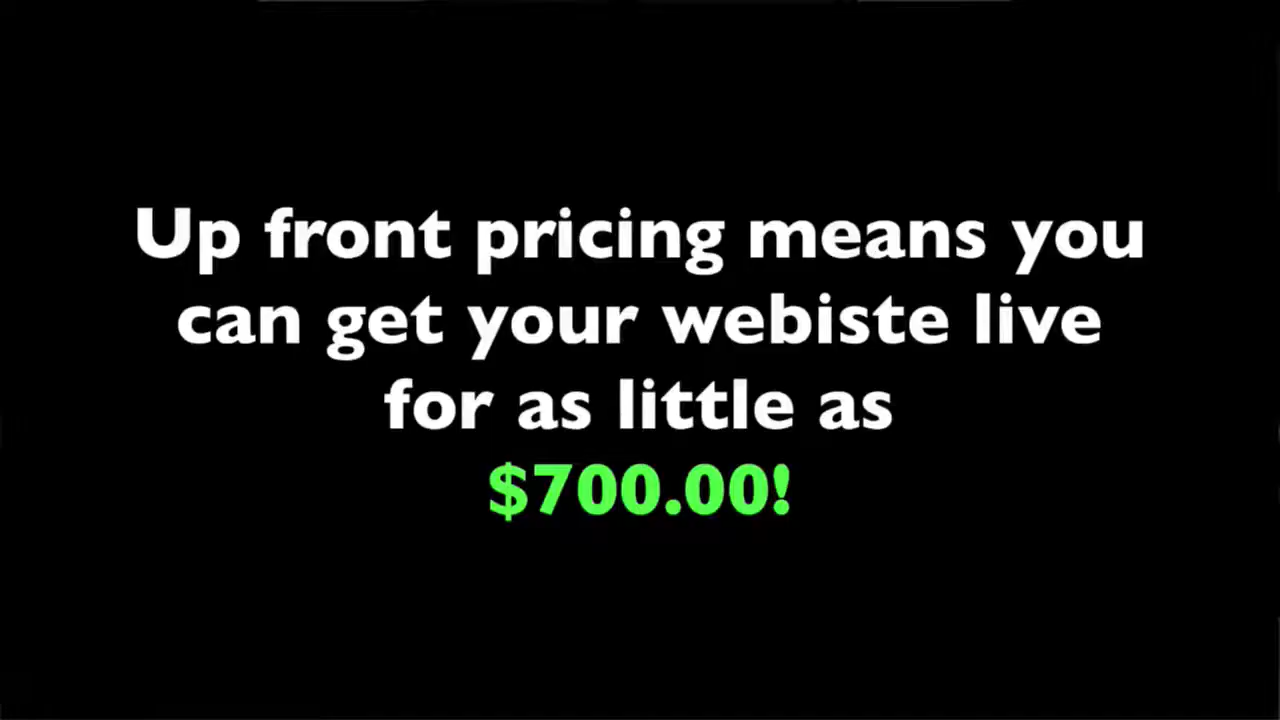 Up front pricing means you
can get your webiste live
for as little as
$700.00!